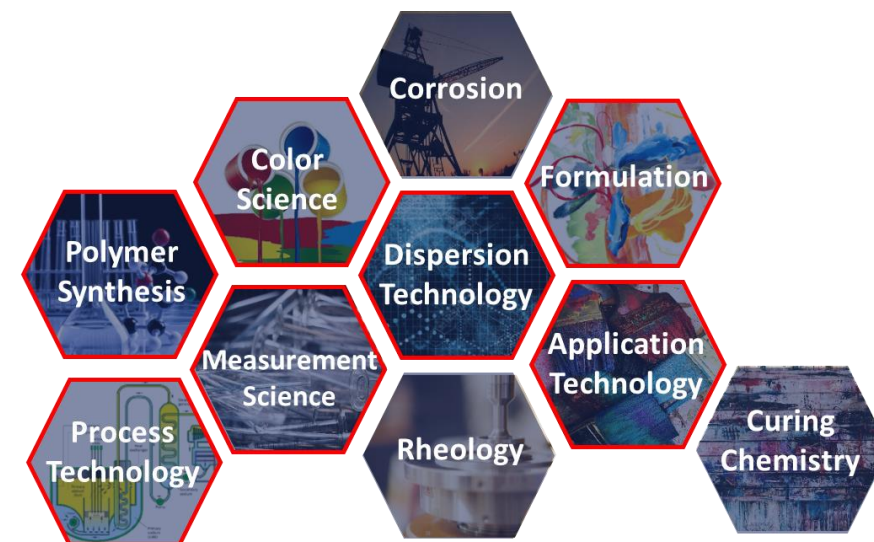 Corrosion
Color
Science
Formulation
Polymer
Synthesis
Dispersion
Technology
Measurement
Science
Application
Technology
Process
Technology
Rheology
Curing
Chemistry